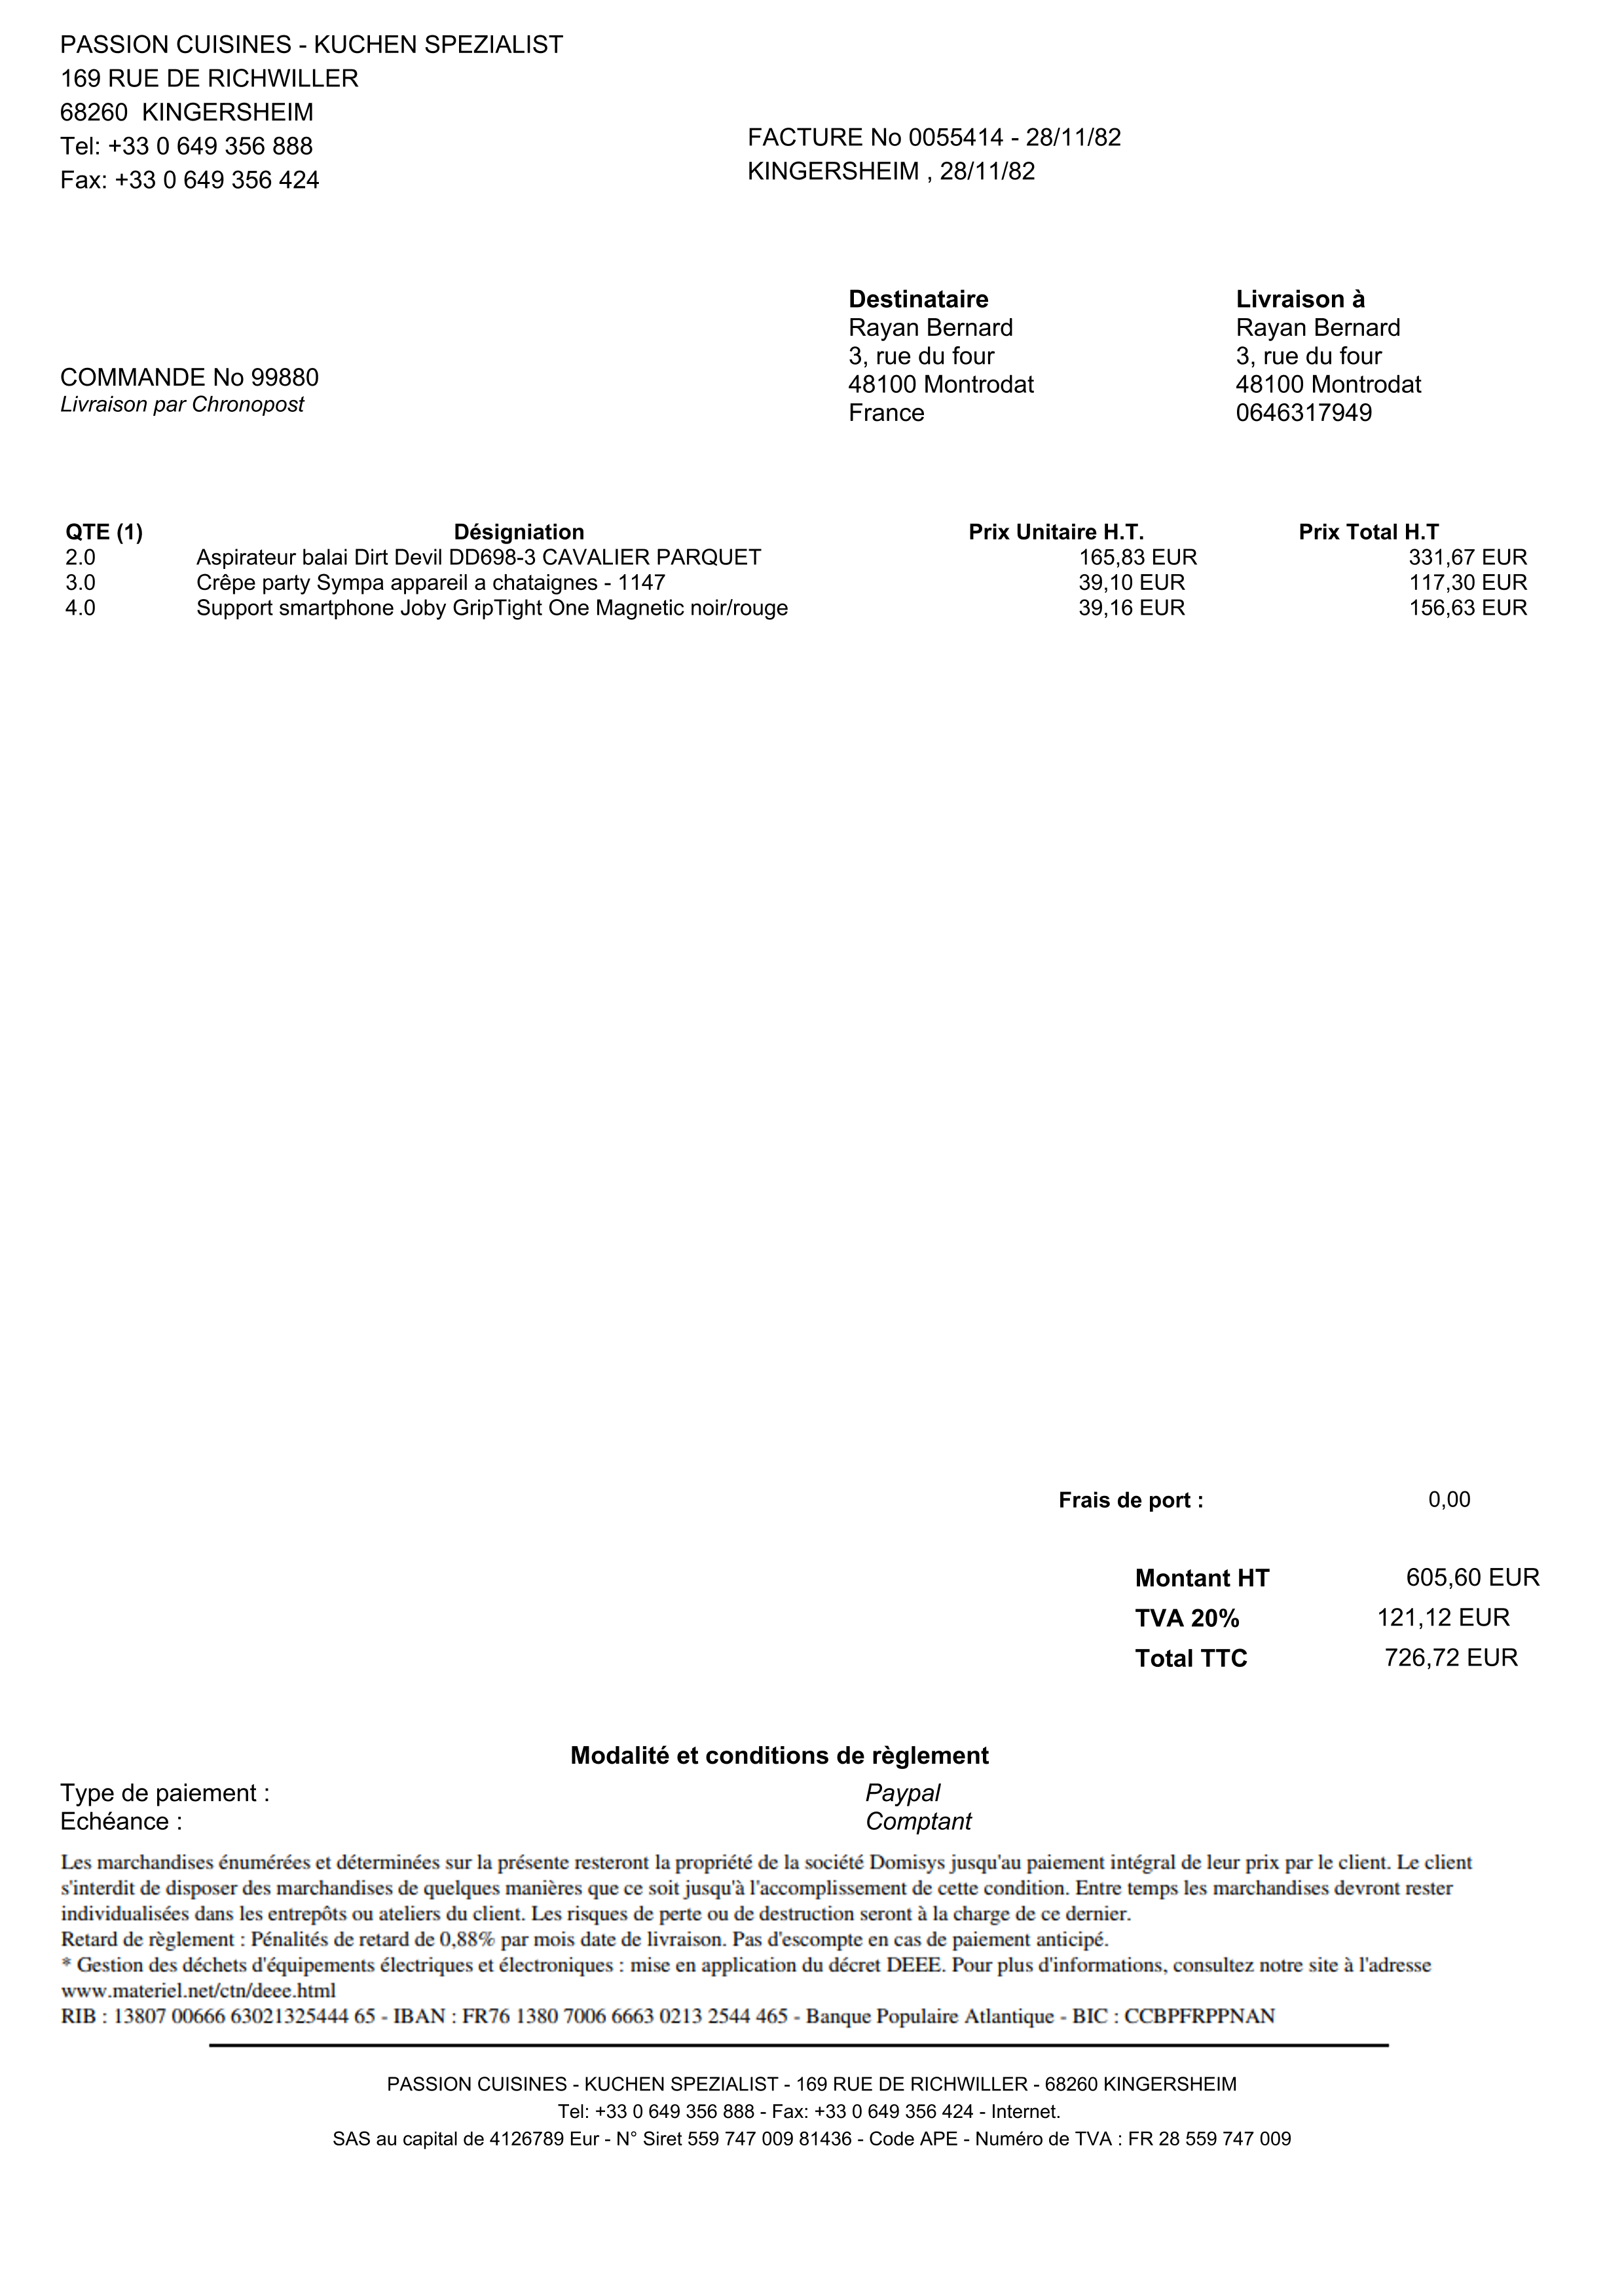 PASSION CUISINES - KUCHEN SPEZIALIST
169 RUE DE RICHWILLER
68260 KINGERSHEIM
Tel: +33 0 649 356 888
Fax: +33 0 649 356 424
FACTURE No 0055414 - 28/11/82
KINGERSHEIM , 28/11/82
COMMANDE No 99880
Livraison par Chronopost
Destinataire
Rayan Bernard
3, rue du four
48100 Montrodat
France
Livraison à
Rayan Bernard
3, rue du four
48100 Montrodat
0646317949
QTE (1) Désigniation Prix Unitaire H.T. Prix Total H.T
2.0 Aspirateur balai Dirt Devil DD698-3 CAVALIER PARQUET 165,83 EUR 331,67 EUR
3.0 Crêpe party Sympa appareil a chataignes - 1147 39,10 EUR 117,30 EUR
4.0 Support smartphone Joby GripTight One Magnetic noir/rouge 39,16 EUR 156,63 EUR
Frais de port : 0,00
Montant HT 605,60 EUR
TVA 20% 121,12 EUR
Total TTC 726,72 EUR
Modalité et conditions de règlement
Type de paiement : Paypal
Echéance : Comptant
Les marchandises énumérées et déterminées sur la présente resteront la propriété de la société Domisys jusqu'au paiement intégral de leur prix par le client. Le client
s'interdit de disposer des marchandises de quelques manières que ce soit jusqu'à l'accomplissement de cette condition. Entre temps les marchandises devront rester
individualisées dans les entrepôts ou ateliers du client. Les risques de perte ou de destruction seront à la charge de ce dernier.
Retard de règlement : Pénalités de retard de 0,88% par mois date de livraison. Pas d'escompte en cas de paiement anticipé.
* Gestion des déchets d'équipements électriques et électroniques : mise en application du décret DEEE. Pour plus d'informations, consultez notre site à l'adresse
www.materiel.net/ctn/deee.html
RIB : 13807 00666 63021325444 65 - IBAN : FR76 1380 7006 6663 0213 2544 465 - Banque Populaire Atlantique - BIC : CCBPFRPPNAN
PASSION CUISINES - KUCHEN SPEZIALIST - 169 RUE DE RICHWILLER - 68260 KINGERSHEIM
Tel: +33 0 649 356 888 - Fax: +33 0 649 356 424 - Internet.
SAS au capital de 4126789 Eur - N° Siret 559 747 009 81436 - Code APE - Numéro de TVA : FR 28 559 747 009